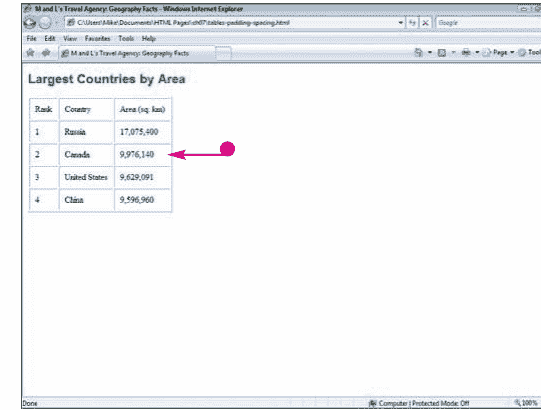 M and L's Travel Agency: Geography Facts - Windows Internet Explorer
C:\Users\Mike\Documents\HTML Pages\ch07\tables-padding-spacing.html
Google
File Edit View Favorites Tools Help
M and L's Travel Agency: Geography Facts
Page Tool
Largest Countries by Area
Rank Country Area (sq. km)
1 Russia 17,075,400
2 Canada 9,976,140
3 United States 9,629,091
4 China 9,596,960
Done Computer | Protected Mode: Off 100%